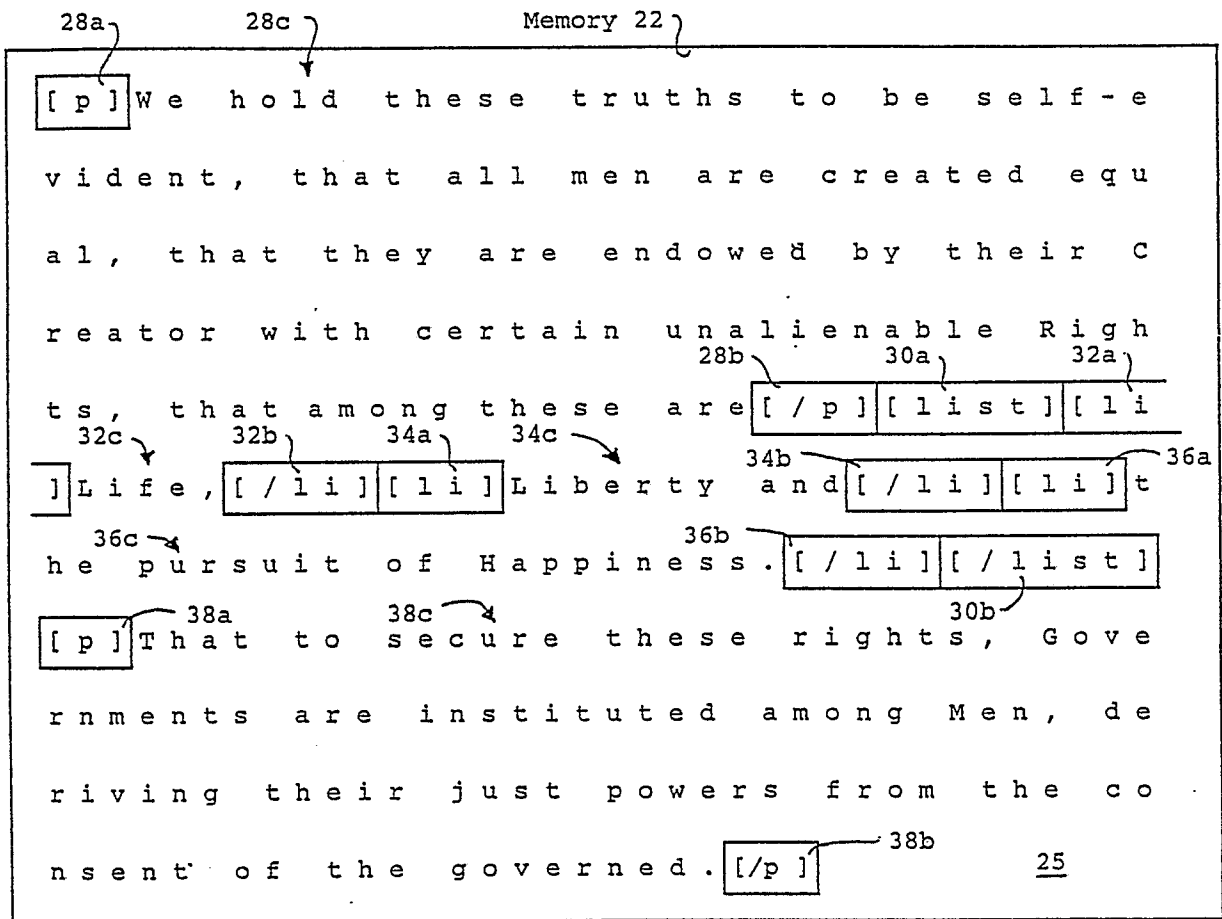 28a 28c Memory 22
[ p ]We hold these truths to be self-e
vident, that all men are created equ
al, that they are endowed by their C
reator with certain unalienable Righ
28b 30a 32a
ts, that among these are[ / p ][ list ][ li
32c 32b 34a 34c 34b 36a
]Life,[ / li ][ li ]Liberty and[ / li ][ li ]t
36c 36b
he pursuit of Happiness.[ / li ][ / list ]
38a 38c 30b
[ p ]That to secure these rights, Gove
rnments are instituted among Men, de
riving their just powers from the co
38b
nsent of the governed.[/p ] 25